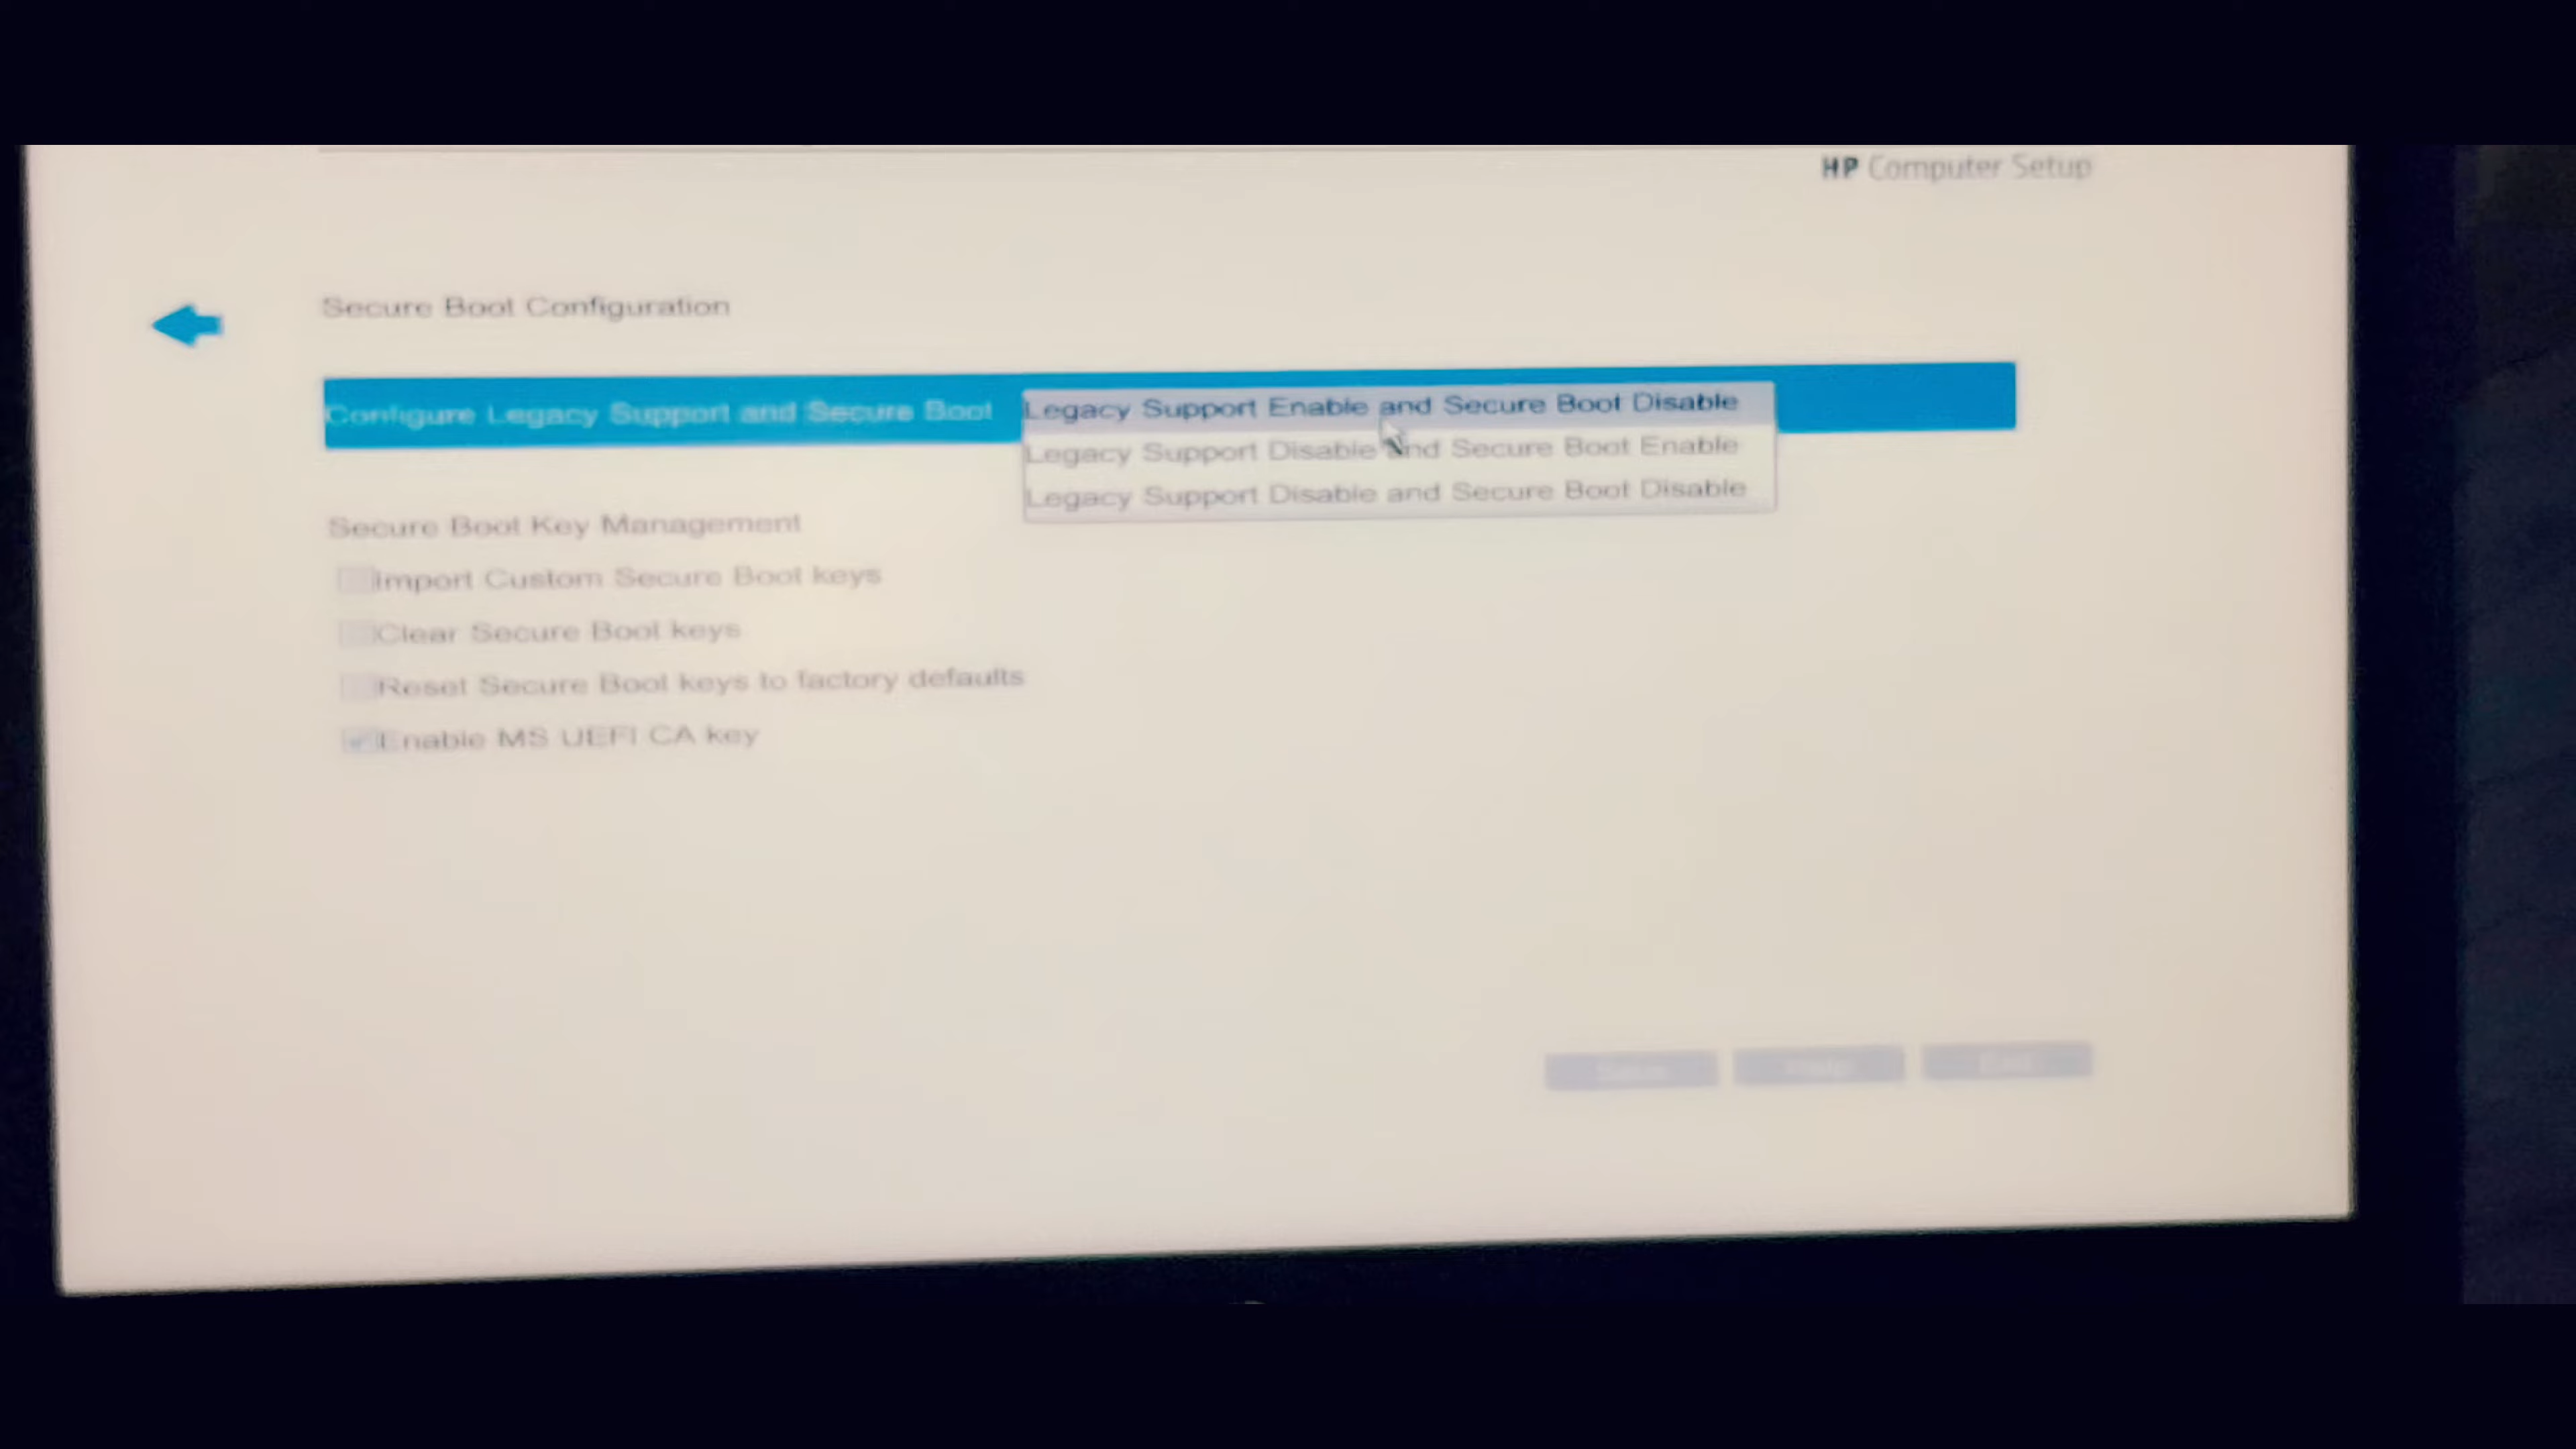 HP Computer Setup
Secure Boot Configuration
Configure Legacy Support and Secure Boot
Legacy Support Enable and Secure Boot Disable
Legacy Support Disable and Secure Boot Enable
Legacy Support Disable and Secure Boot Disable
Secure Boot Key Management
Import Custom Secure Boot keys
Clear Secure Boot keys
Reset Secure Boot keys to factory defaults
Enable MS UEFI CA key